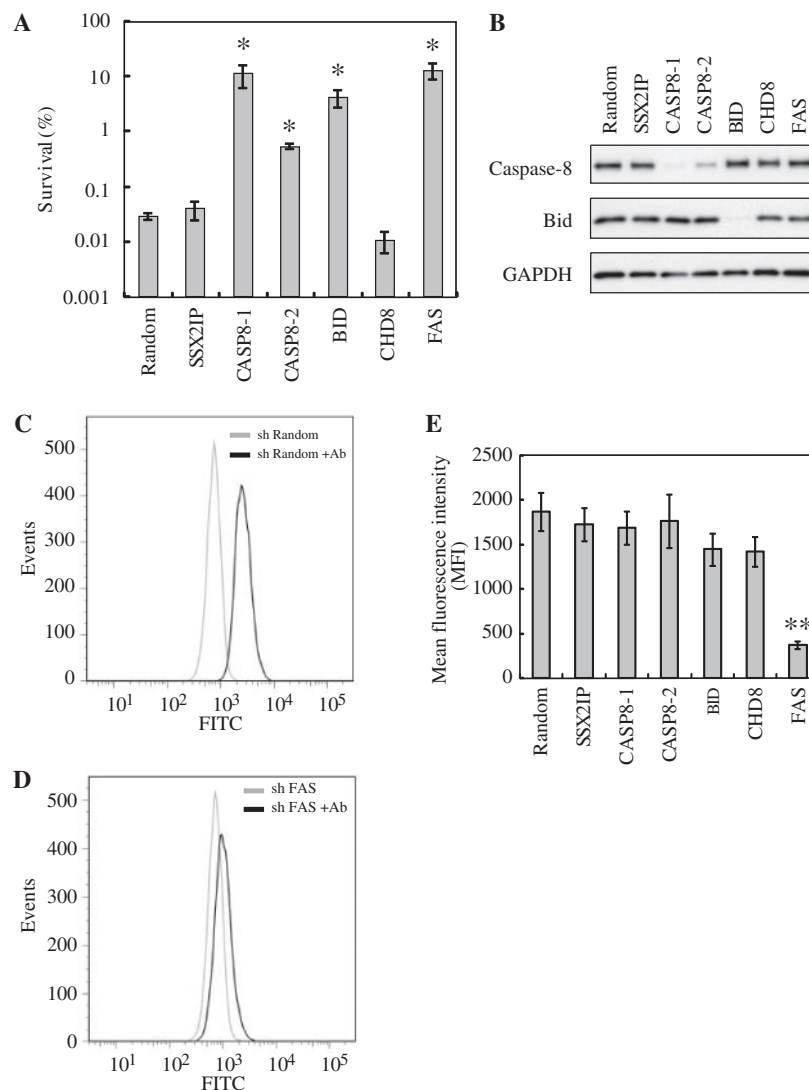 A
Survival (%)
100
10
1
0.1
0.01
0.001
*
*
*
*
Random
SSX2IP
CASP8-1
CASP8-2
BID
CHD8
FAS
B
Random
SSX2IP
CASP8-1
CASP8-2
BID
CHD8
FAS
Caspase-8
Bid
GAPDH
C
sh Random
sh Random +Ab
Events
500
400
300
200
100
0
10¹ 10² 10³ 10⁴ 10⁵
FITC
E
Mean fluorescence intensity
(MFI)
2500
2000
1500
1000
500
0
**
Random
SSX2IP
CASP8-1
CASP8-2
BID
CHD8
FAS
D
sh FAS
sh FAS +Ab
Events
500
400
300
200
100
0
10¹ 10² 10³ 10⁴ 10⁵
FITC